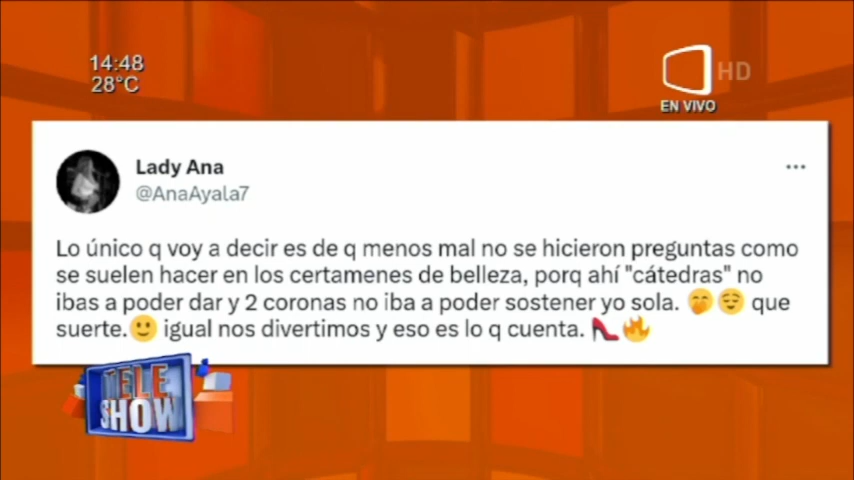 14:48
28°C
HD
EN VIVO
Lady Ana
@AnaAyala7
Lo único q voy a decir es de q menos mal no se hicieron preguntas como
se suelen hacer en los certamenes de belleza, porq ahí "cátedras" no
ibas a poder dar y 2 coronas no iba a poder sostener yo sola. 🤭😌 que
suerte.🙂 igual nos divertimos y eso es lo q cuenta. 👠🔥
TELE
SHOW